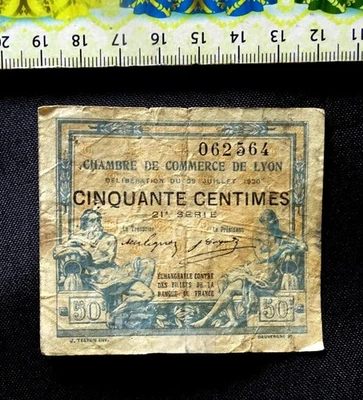 20 19 18 17 16 15 14 13 12 11
062564
CHAMBRE DE COMMERCE DE LYON
DÉLIBÉRATION DU 29 JUILLET 1920
CINQUANTE CENTIMES
21e SÉRIE
Le Trésorier Le Président
ÉCHANGEABLE CONTRE
DES BILLETS DE LA
BANQUE DE FRANCE
50c 50c